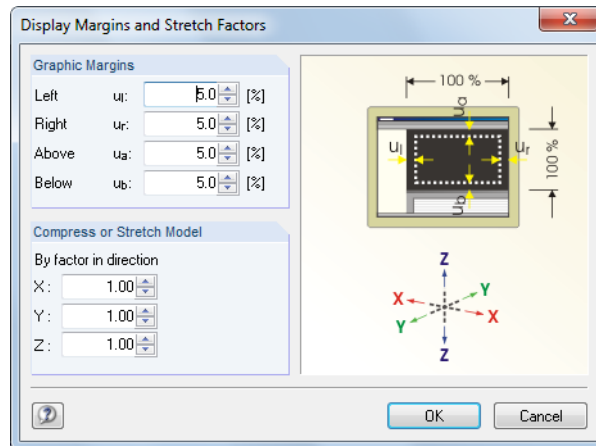 Display Margins and Stretch Factors
Graphic Margins
Left uₗ: 5.0 [%]
Right uᵣ: 5.0 [%]
Above uₐ: 5.0 [%]
Below u_b: 5.0 [%]
Compress or Stretch Model
By factor in direction
X: 1.00
Y: 1.00
Z: 1.00
100 %
uₐ
uₗ
uᵣ
100 %
u_b
Z
Y
X
X
Y
Z
OK
Cancel